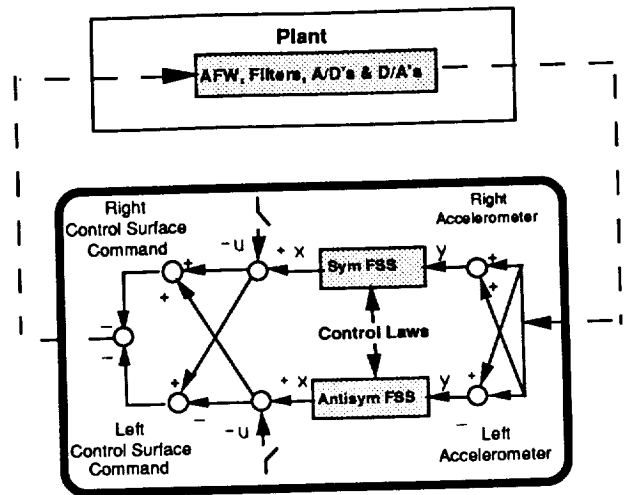 Plant
AFW, Filters, A/D's & D/A's
Right
Control Surface
Command
Right
Accelerometer
-u
+ x
Sym FSS
y
+
+
+
+
-
-
Control Laws
+
+
-
-u
+ x
Antisym FSS
y
+
-
Left
Control Surface
Command
Left
Accelerometer